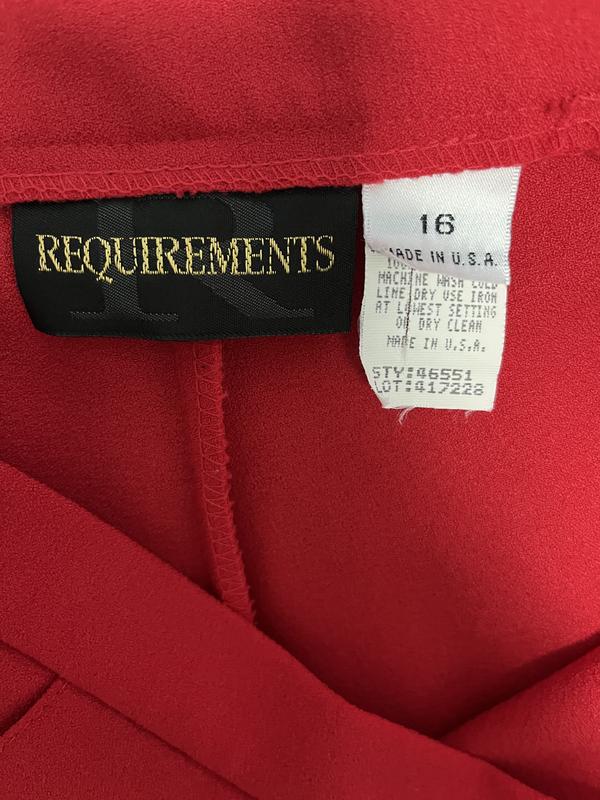 R
REQUIREMENTS
16
MADE IN U.S.A.
MACHINE WASH COLD
LINE DRY USE IRON
AT LOWEST SETTING
OR DRY CLEAN
MADE IN U.S.A.
STY:46551
LOT:417228